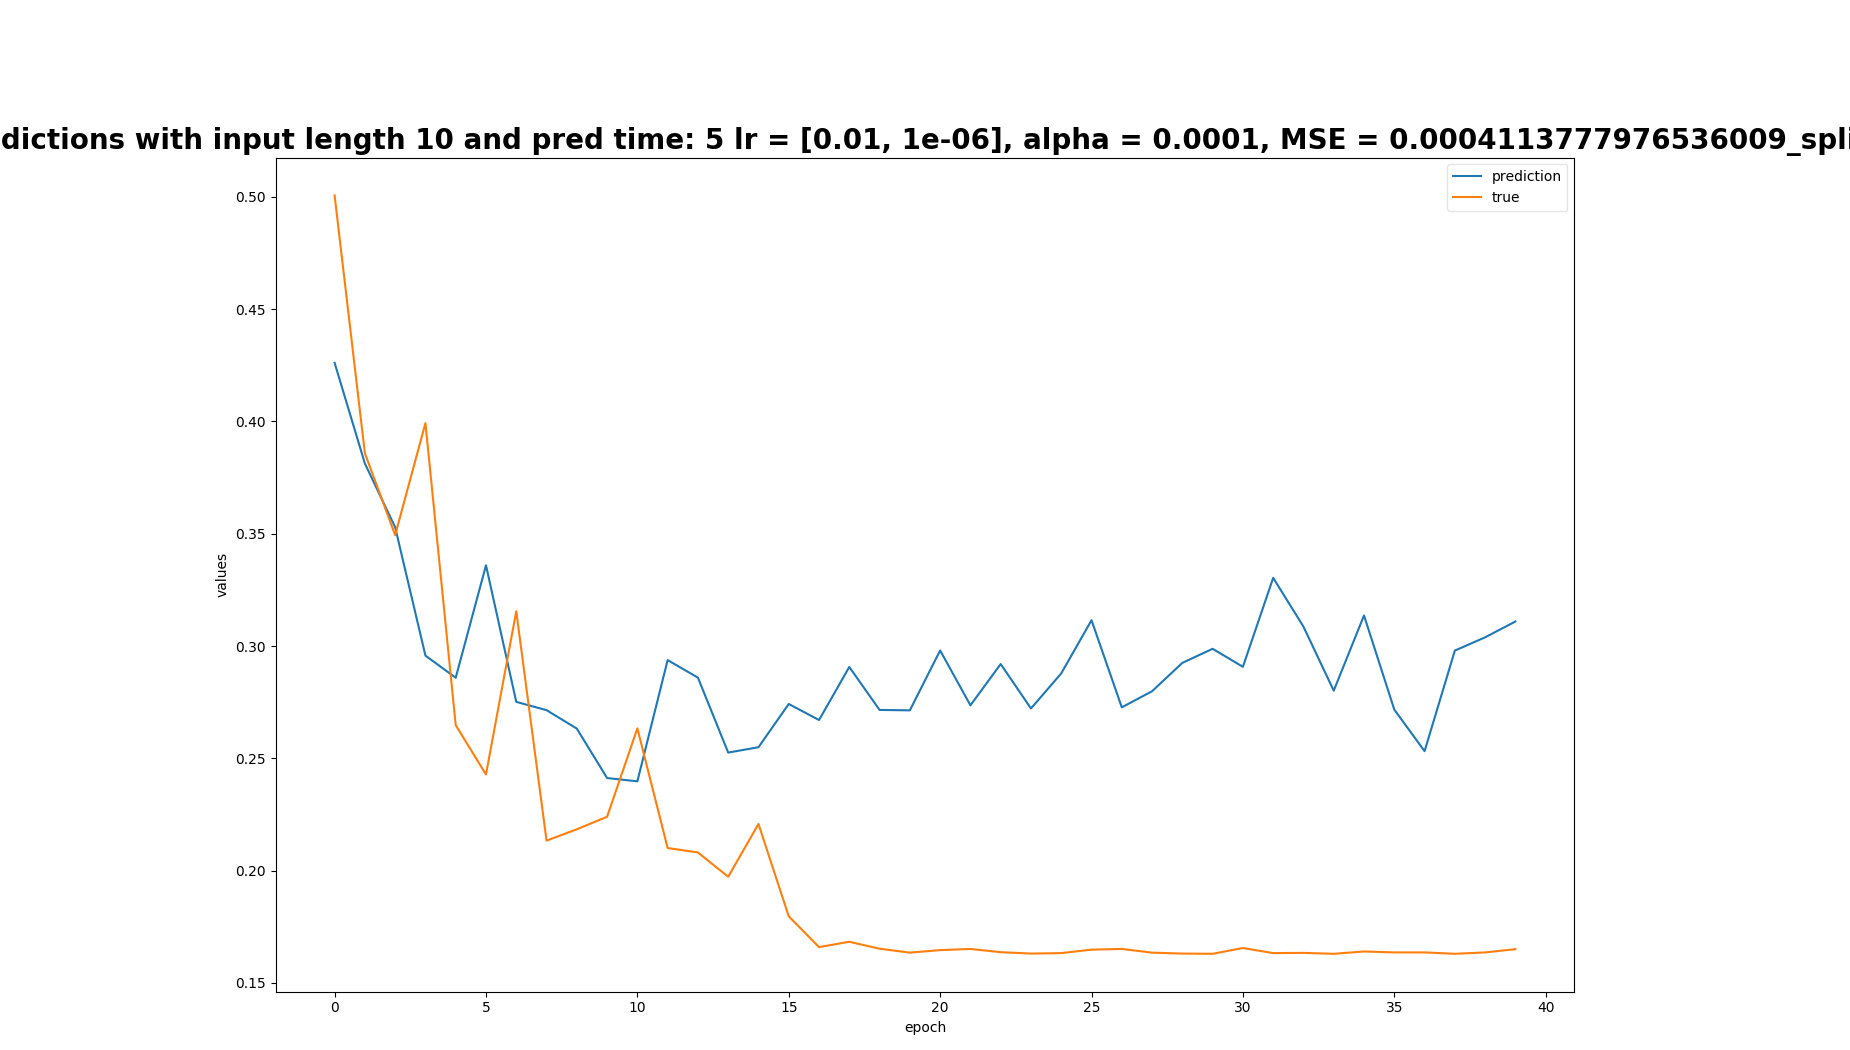 dictions with input length 10 and pred time: 5 lr = [0.01, 1e-06], alpha = 0.0001, MSE = 0.0004113777976536009_spli
prediction
true
0.50
0.45
0.40
0.35
0.30
0.25
0.20
0.15
values
0 5 10 15 20 25 30 35 40
epoch